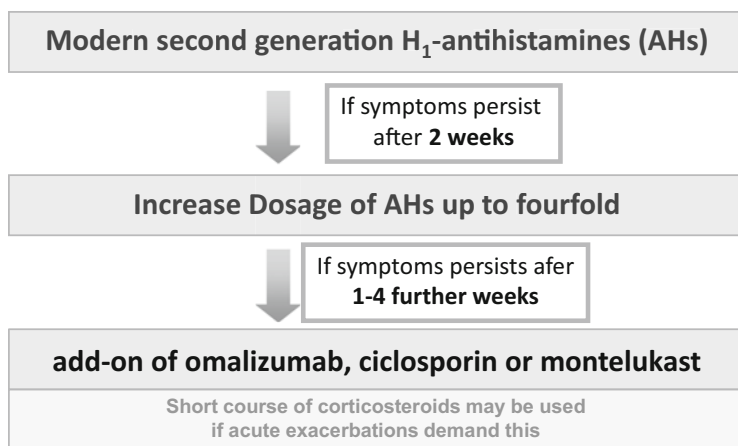 Modern second generation H₁-antihistamines (AHs)
If symptoms persist
after 2 weeks
Increase Dosage of AHs up to fourfold
If symptoms persists afer
1-4 further weeks
add-on of omalizumab, ciclosporin or montelukast
Short course of corticosteroids may be used
if acute exacerbations demand this